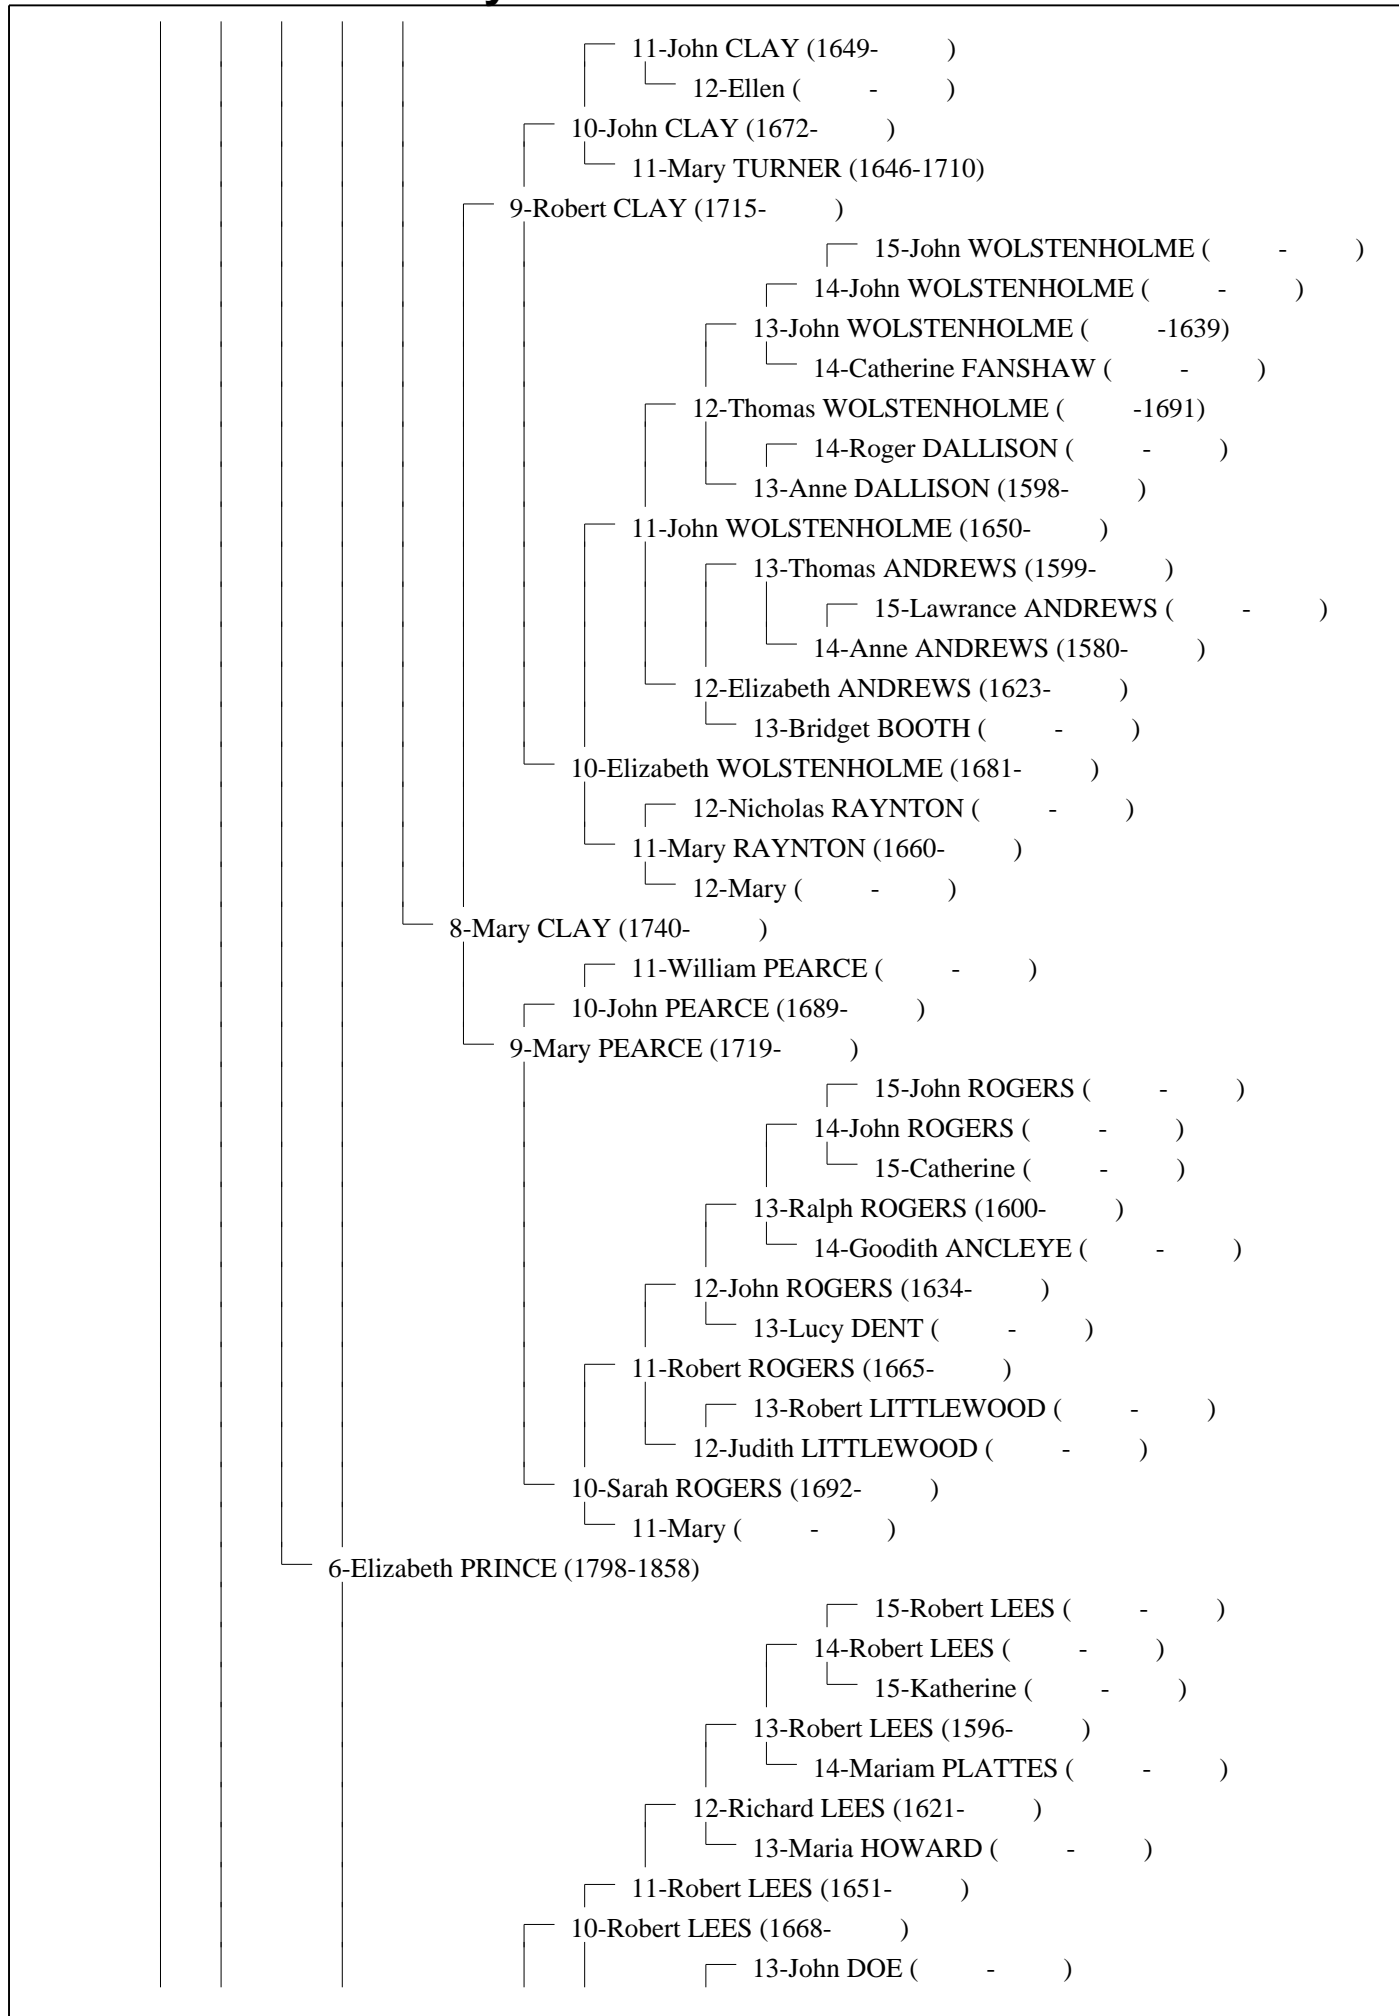 11-John CLAY (1649- )
12-Ellen ( - )
10-John CLAY (1672- )
11-Mary TURNER (1646-1710)
9-Robert CLAY (1715- )
15-John WOLSTENHOLME ( - )
14-John WOLSTENHOLME ( - )
13-John WOLSTENHOLME ( -1639)
14-Catherine FANSHAW ( - )
12-Thomas WOLSTENHOLME ( -1691)
14-Roger DALLISON ( - )
13-Anne DALLISON (1598- )
11-John WOLSTENHOLME (1650- )
13-Thomas ANDREWS (1599- )
15-Lawrance ANDREWS ( - )
14-Anne ANDREWS (1580- )
12-Elizabeth ANDREWS (1623- )
13-Bridget BOOTH ( - )
10-Elizabeth WOLSTENHOLME (1681- )
12-Nicholas RAYNTON ( - )
11-Mary RAYNTON (1660- )
12-Mary ( - )
8-Mary CLAY (1740- )
11-William PEARCE ( - )
10-John PEARCE (1689- )
9-Mary PEARCE (1719- )
15-John ROGERS ( - )
14-John ROGERS ( - )
15-Catherine ( - )
13-Ralph ROGERS (1600- )
14-Goodith ANCLEYE ( - )
12-John ROGERS (1634- )
13-Lucy DENT ( - )
11-Robert ROGERS (1665- )
13-Robert LITTLEWOOD ( - )
12-Judith LITTLEWOOD ( - )
10-Sarah ROGERS (1692- )
11-Mary ( - )
6-Elizabeth PRINCE (1798-1858)
15-Robert LEES ( - )
14-Robert LEES ( - )
15-Katherine ( - )
13-Robert LEES (1596- )
14-Mariam PLATTES ( - )
12-Richard LEES (1621- )
13-Maria HOWARD ( - )
11-Robert LEES (1651- )
10-Robert LEES (1668- )
13-John DOE ( - )